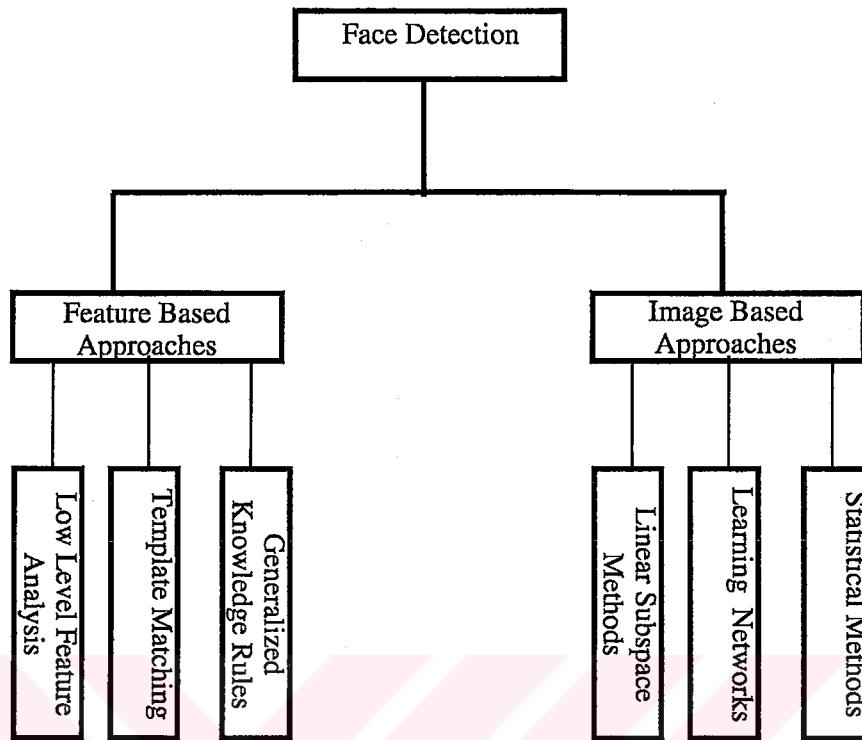 Face Detection
Feature Based
Approaches
Image Based
Approaches
Low Level Feature
Analysis
Template Matching
Generalized
Knowledge Rules
Linear Subspace
Methods
Learning Networks
Statistical Methods